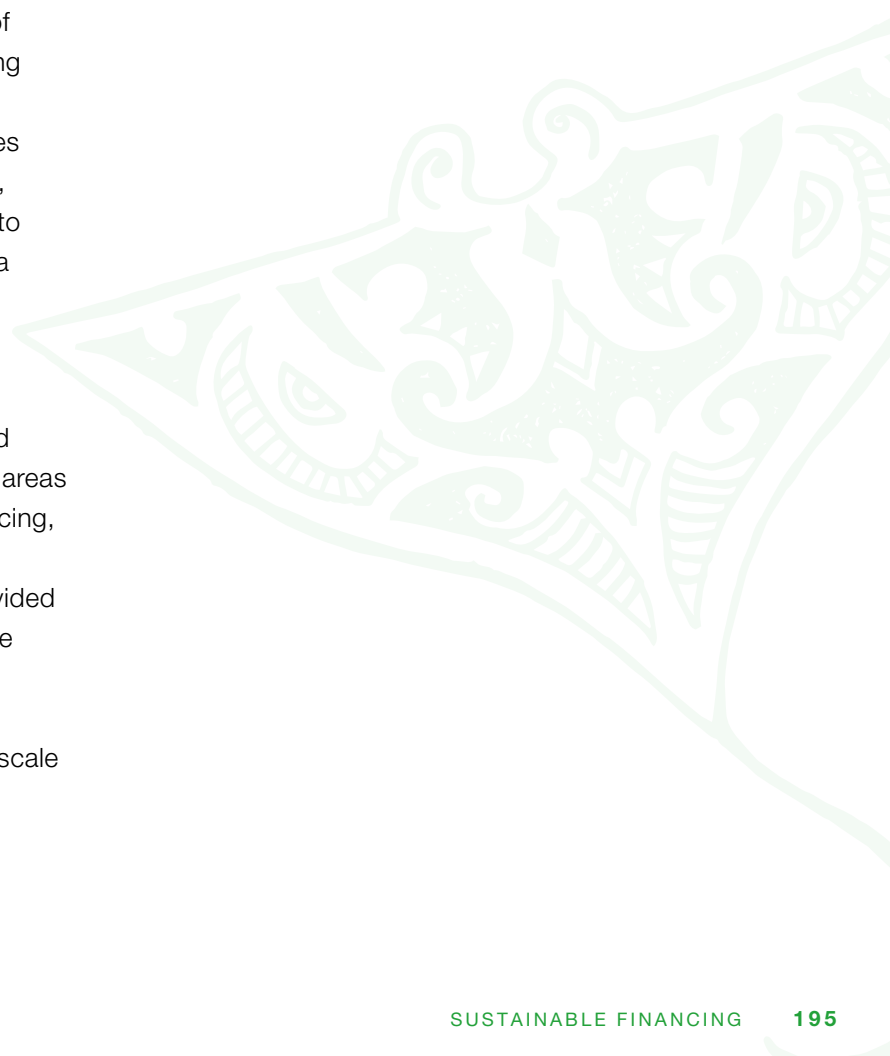 of
ng
es
,
to
a
d
areas
cing,
vided
e
scale
SUSTAINABLE FINANCING 195